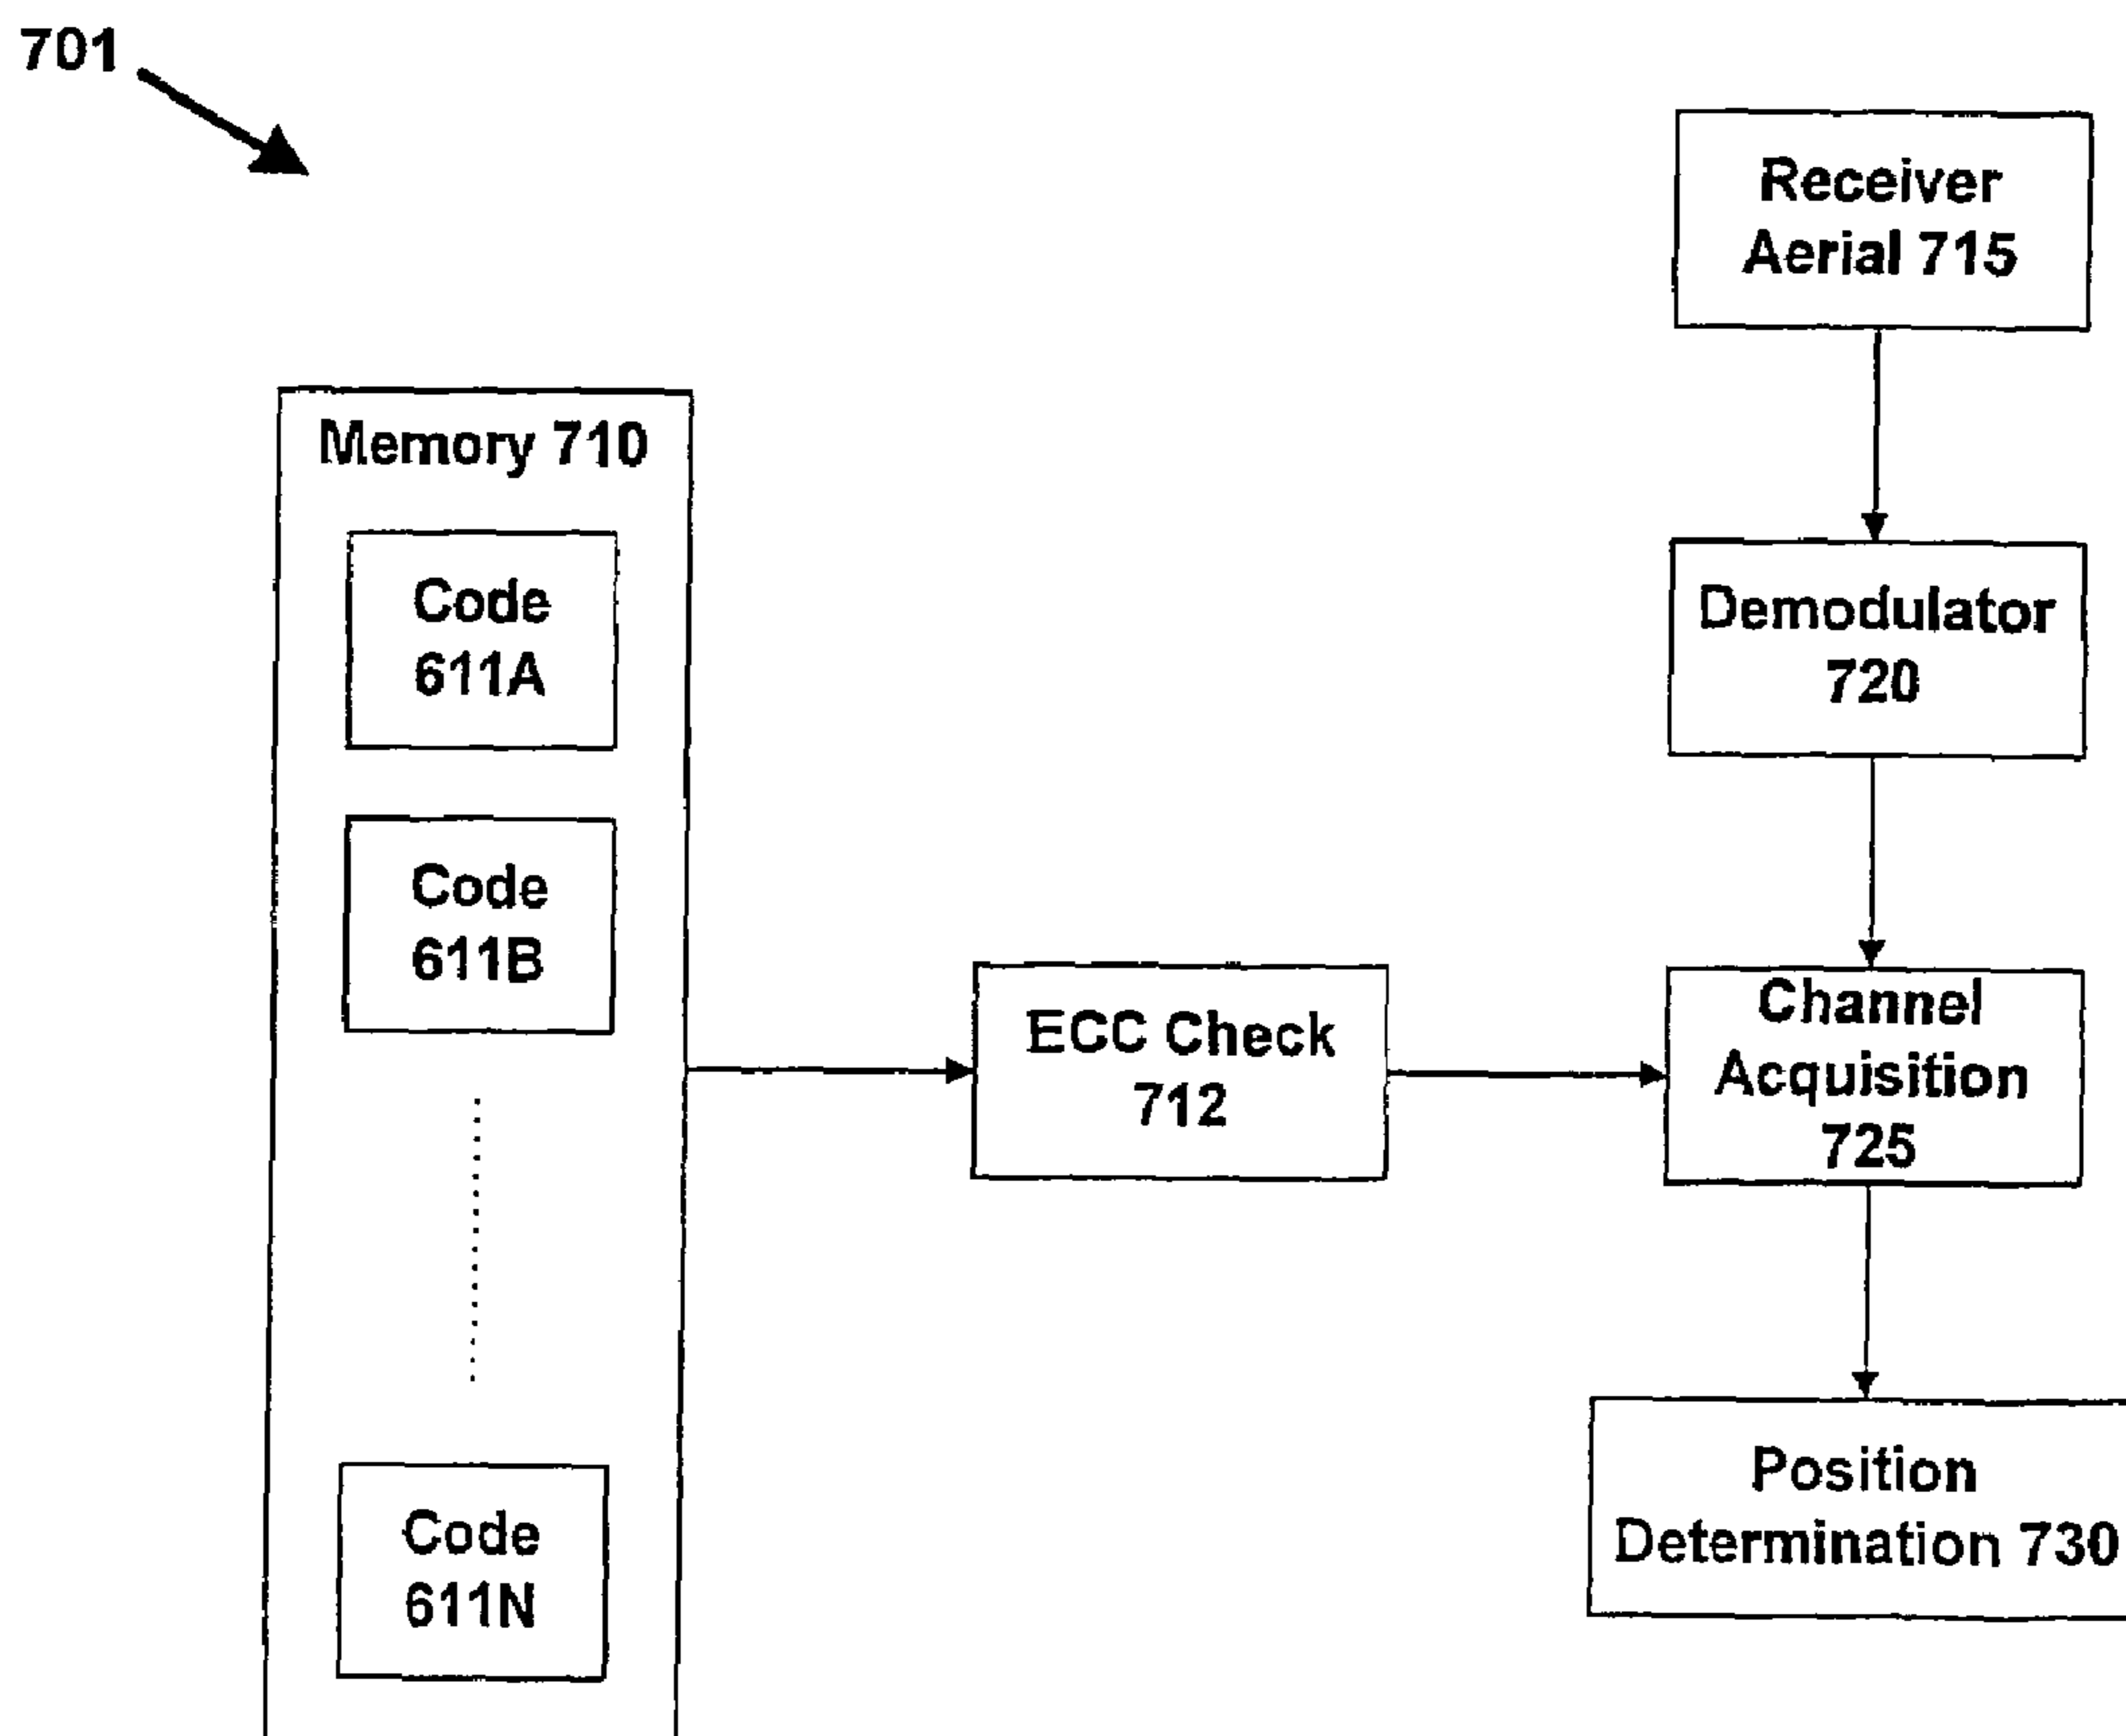 701
Receiver
Aerial 715
Memory 710
Code
611A
Demodulator
720
Code
611B
ECC Check
712
Channel
Acquisition
725
Code
611N
Position
Determination 730